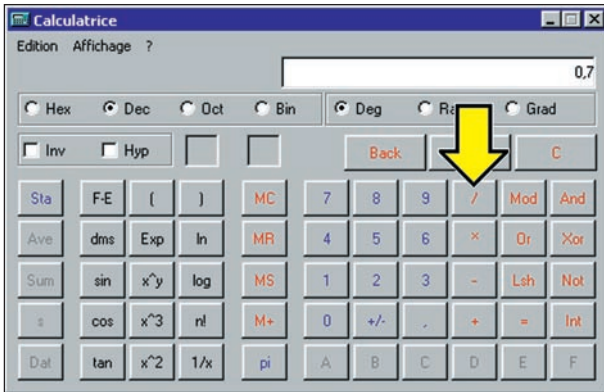 Calculatrice
Edition Affichage ?
0,7
Hex Dec Oct Bin Deg Grad
Inv Hyp Back C
Sta F-E ( ) MC 7 8 9 / Mod And
Ave dms Exp ln MR 4 5 6 * Or Xor
Sum sin x^y log MS 1 2 3 - Lsh Not
s cos x^3 n! M+ 0 +/- , + = Int
Dat tan x^2 1/x pi A B C D E F